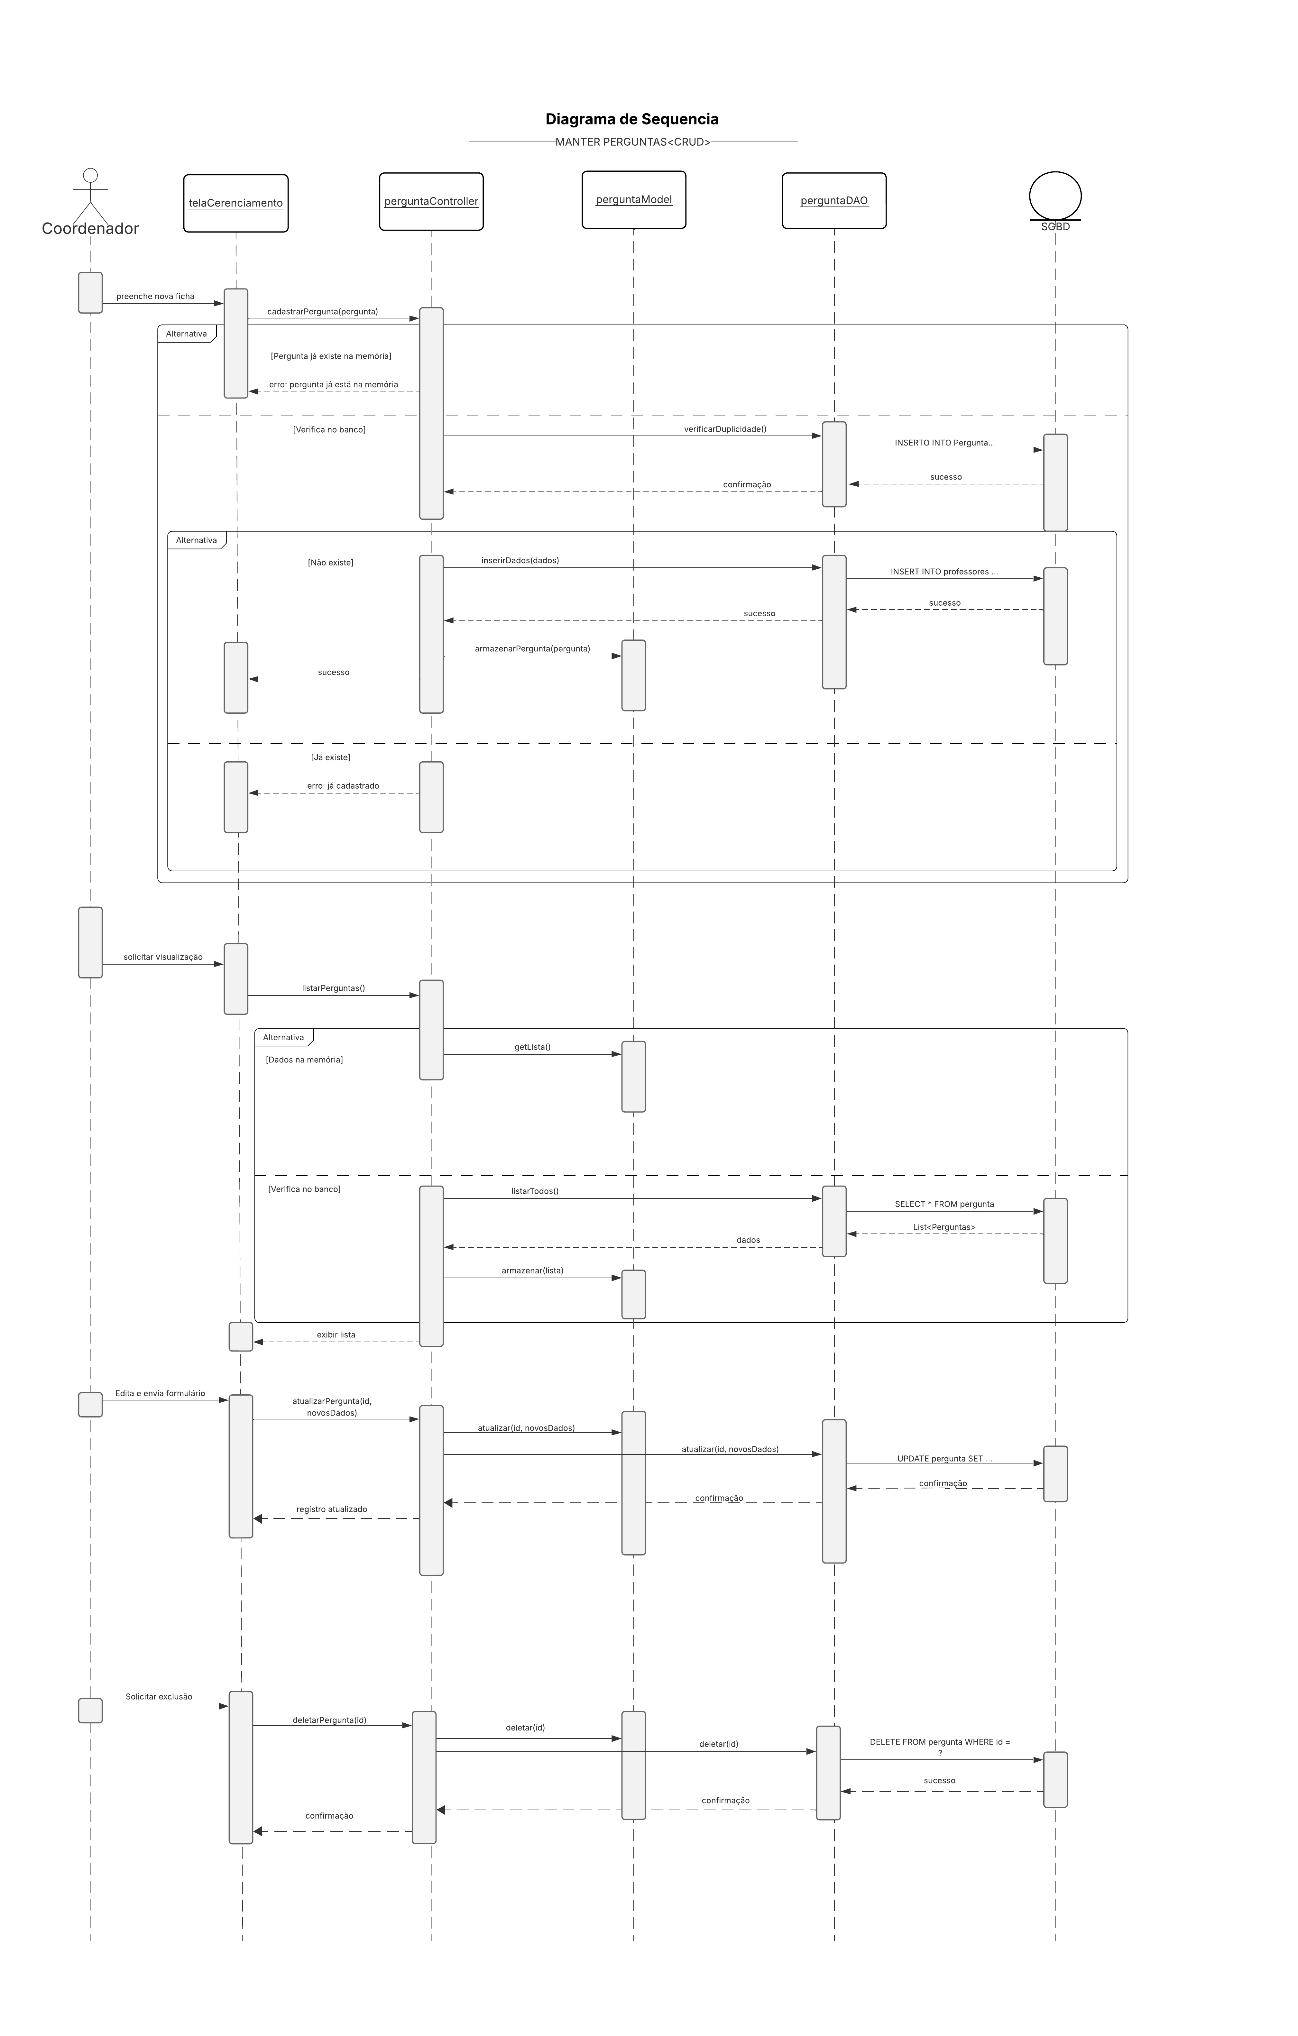 Diagrama de Sequencia
MANTER PERGUNTAS<CRUD>
Coordenador
telaCerenciamento
perguntaController
perguntaModel
perguntaDAO
SGBD
preenche nova ficha
cadastrarPergunta(pergunta)
Alternativa
[Pergunta já existe na memória]
erro: pergunta já está na memória
[Verifica no banco]
verificarDuplicidade()
INSERTO INTO Pergunta...
sucesso
confirmação
Alternativa
[Não existe]
inserirDados(dados)
INSERT INTO professores ...
sucesso
sucesso
armazenarPergunta(pergunta)
sucesso
[Já existe]
erro: já cadastrado
solicitar visualização
listarPerguntas()
Alternativa
getLista()
[Dados na memória]
[Verifica no banco]
listarTodos()
SELECT * FROM pergunta
List<Perguntas>
dados
armazenar(lista)
exibir lista
Edita e envia formulário
atualizarPergunta(id,
novosDados)
atualizar(id, novosDados)
atualizar(id, novosDados)
UPDATE pergunta SET ...
confirmação
confirmação
registro atualizado
Solicitar exclusão
deletarPergunta(id)
deletar(id)
deletar(id)
DELETE FROM pergunta WHERE id =
?
sucesso
confirmação
confirmação